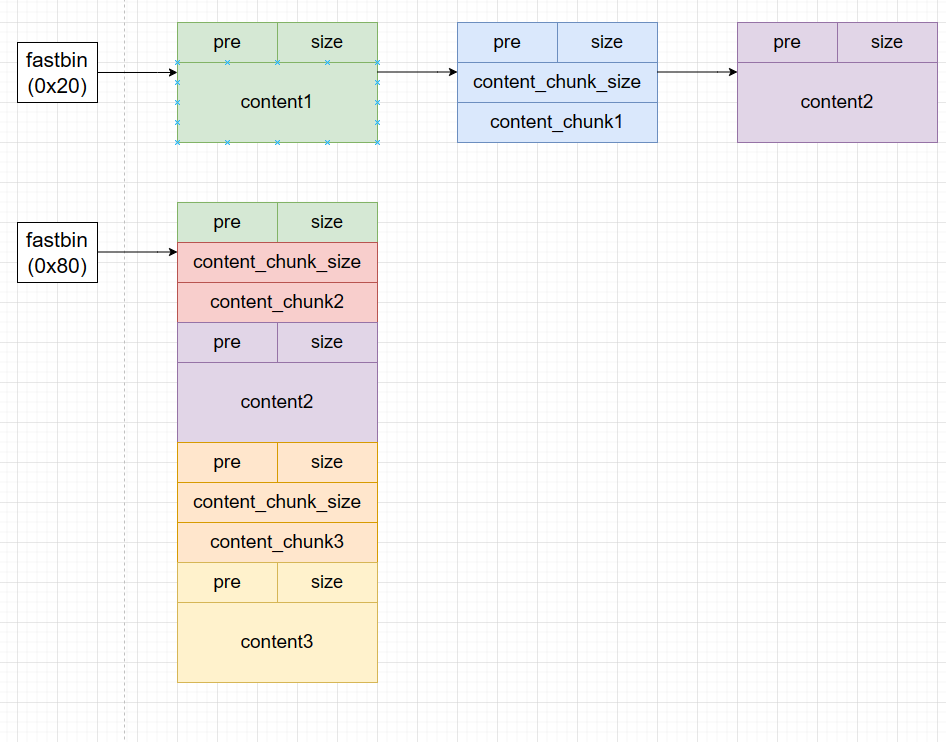 fastbin
(0x20)
pre size
content1
pre size
content_chunk_size
content_chunk1
pre size
content2
fastbin
(0x80)
pre size
content_chunk_size
content_chunk2
pre size
content2
pre size
content_chunk_size
content_chunk3
pre size
content3